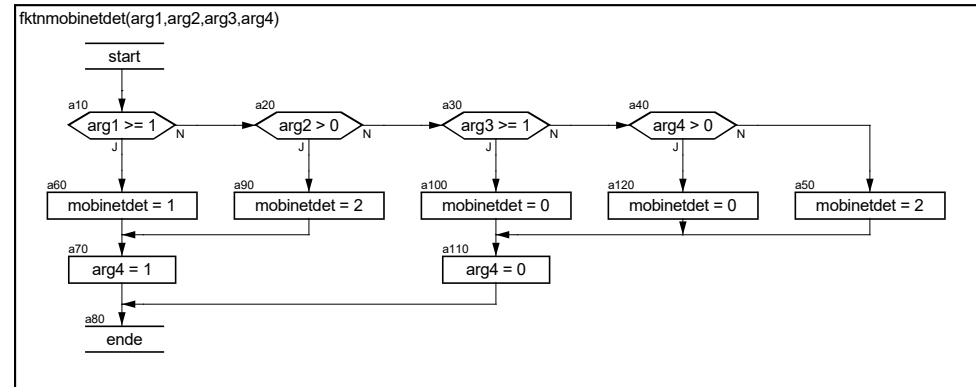 fktnmobinetdet(arg1,arg2,arg3,arg4)
start
a10
arg1 >= 1
N
J
a20
arg2 > 0
N
J
a30
arg3 >= 1
N
J
a40
arg4 > 0
N
J
a60
mobinetdet = 1
a90
mobinetdet = 2
a100
mobinetdet = 0
a120
mobinetdet = 0
a50
mobinetdet = 2
a70
arg4 = 1
a110
arg4 = 0
a80
ende